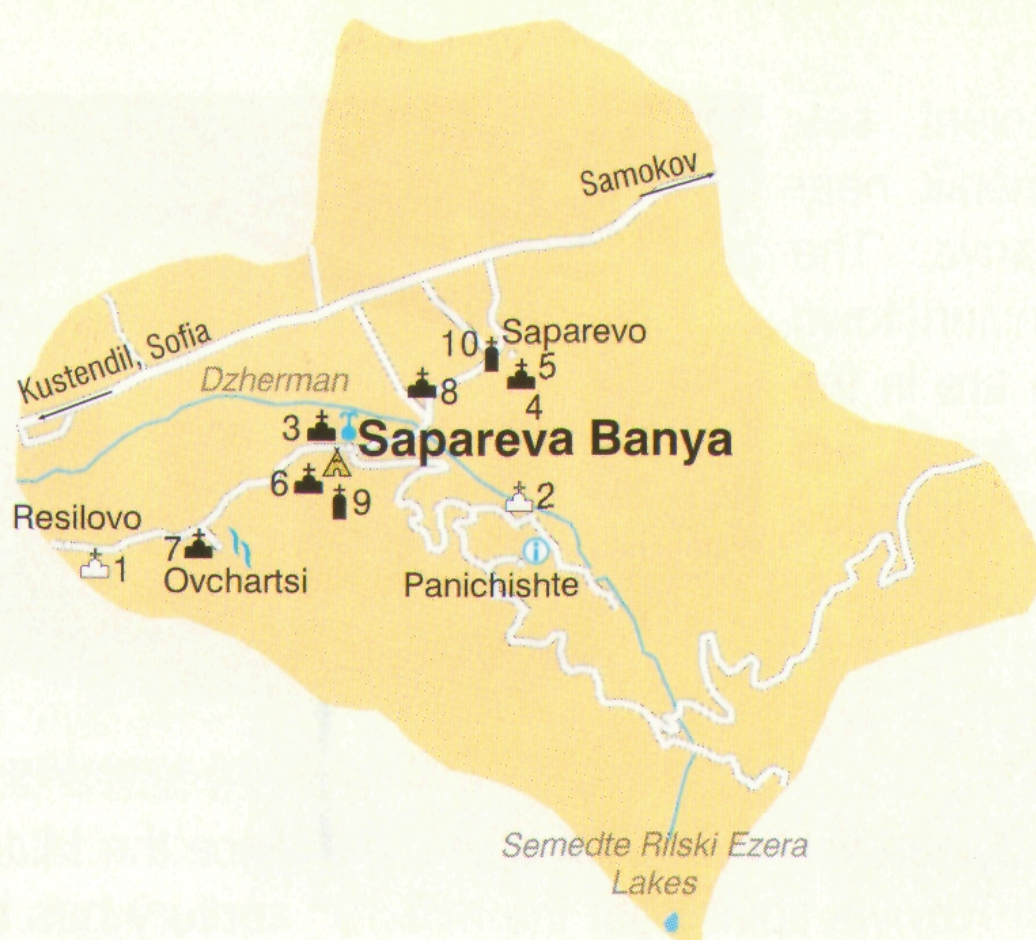 Samokov
Kustendil, Sofia
Dzherman
10
Saparevo
5
4
8
3
Sapareva Banya
6
9
2
Resilovo
1
7
Ovchartsi
i
Panichishte
Semedte Rilski Ezera
Lakes